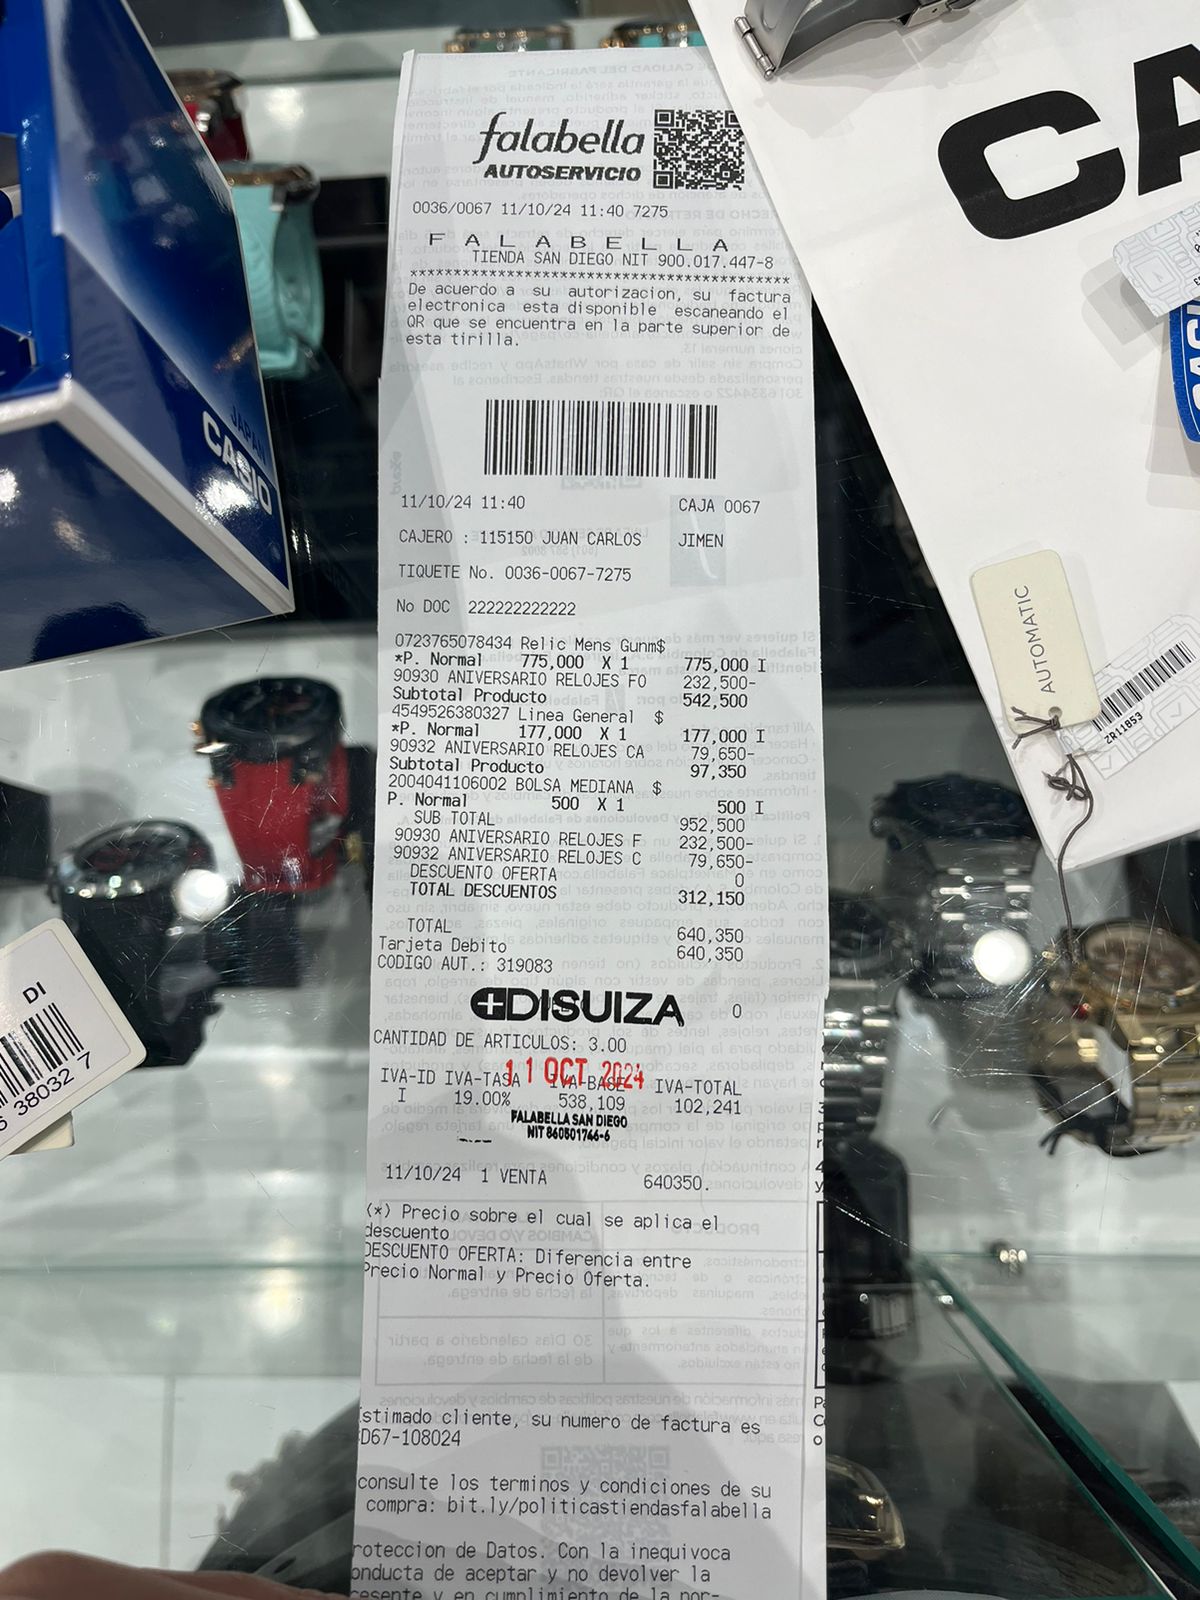 falabella
AUTOSERVICIO
0036/0067 11/10/24 11:40 7275
F A L A B E L L A
TIENDA SAN DIEGO NIT 900.017.447-8
****************************************
De acuerdo a su autorizacion, su factura
electronica esta disponible escaneando el
QR que se encuentra en la parte superior de
esta tirilla.
11/10/24 11:40 CAJA 0067
CAJERO : 115150 JUAN CARLOS JIMEN
TIQUETE No. 0036-0067-7275
No DOC 222222222222
0723765078434 Relic Mens Gunm$
*P. Normal 775,000 X 1 775,000 I
90930 ANIVERSARIO RELOJES FO 232,500-
Subtotal Producto 542,500
4549526380327 Linea General $
*P. Normal 177,000 X 1 177,000 I
90932 ANIVERSARIO RELOJES CA 79,650-
Subtotal Producto 97,350
2004041106002 BOLSA MEDIANA $
P. Normal 500 X 1 500 I
SUB TOTAL 952,500
90930 ANIVERSARIO RELOJES F 232,500-
90932 ANIVERSARIO RELOJES C 79,650-
DESCUENTO OFERTA 0
TOTAL DESCUENTOS 312,150
TOTAL 640,350
Tarjeta Debito 640,350
CODIGO AUT.: 319083
DISUIZA 0
CANTIDAD DE ARTICULOS: 3.00
11 OCT 2024
IVA-ID IVA-TASA IVA-BASE IVA-TOTAL
I 19.00% 538,109 102,241
FALABELLA SAN DIEGO
NIT 860501746-6
11/10/24 1 VENTA 640350.
(*) Precio sobre el cual se aplica el
descuento
DESCUENTO OFERTA: Diferencia entre
Precio Normal y Precio Oferta.
stimado cliente, su numero de factura es
D67-108024
consulte los terminos y condiciones de su
compra: bit.ly/politicastiendasfalabella
roteccion de Datos. Con la inequivoca
onducta de aceptar y no devolver la
resente y en cumplimiento de la nor-
JAPAN
CASIO
DI
38032 7
CA
AUTOMATIC
ZR11853